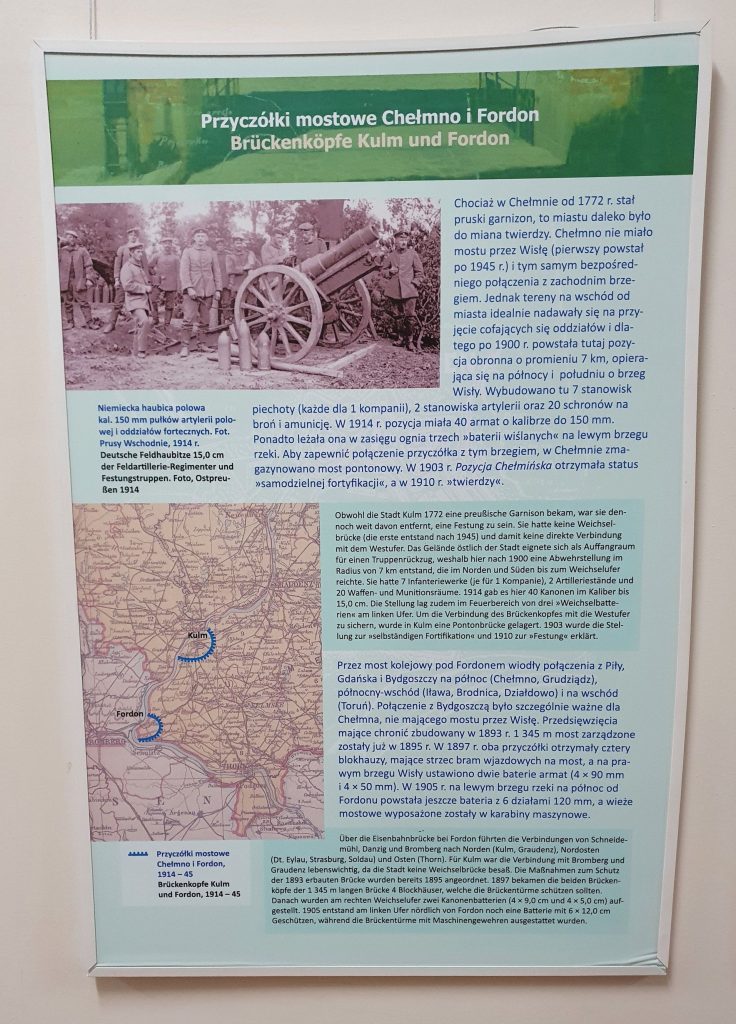 Przyczółki mostowe Chełmno i Fordon
Brückenköpfe Kulm und Fordon
Chociaż w Chełmnie od 1772 r. stał
pruski garnizon, to miastu daleko było
do miana twierdzy. Chełmno nie miało
mostu przez Wisłę (pierwszy powstał
po 1945 r.) i tym samym bezpośred-
niego połączenia z zachodnim brze-
giem. Jednak tereny na wschód od
miasta idealnie nadawały się na przy-
jęcie cofających się oddziałów i dla-
tego po 1900 r. powstała tutaj pozy-
cja obronna o promieniu 7 km, opiera-
jąca się na północy i południu o brzeg
Wisły. Wybudowano tu 7 stanowisk
piechoty (każde dla 1 kompanii), 2 stanowiska artylerii oraz 20 schronów na
broń i amunicję. W 1914 r. pozycja miała 40 armat o kalibrze do 150 mm.
Ponadto leżała ona w zasięgu ognia trzech »baterii wiślanych« na lewym brzegu
rzeki. Aby zapewnić połączenie przyczółka z tym brzegiem, w Chełmnie zma-
gazynowano most pontonowy. W 1903 r. Pozycja Chełmińska otrzymała status
»samodzielnej fortyfikacji«, a w 1910 r. »twierdzy«.
Niemiecka haubica polowa
kal. 150 mm pułków artylerii polo-
wej i oddziałów fortecznych. Fot.
Prusy Wschodnie, 1914 r.
Deutsche Feldhaubitze 15,0 cm
der Feldartillerie-Regimenter und
Festungstruppen. Foto, Ostpreu-
ßen 1914
Obwohl die Stadt Kulm 1772 eine preußische Garnison bekam, war sie den-
noch weit davon entfernt, eine Festung zu sein. Sie hatte keine Weichsel-
brücke (die erste entstand nach 1945) und damit keine direkte Verbindung
mit dem Westufer. Das Gelände östlich der Stadt eignete sich als Auffangraum
für einen Truppenrückzug, weshalb hier nach 1900 eine Abwehrstellung im
Radius von 7 km entstand, die im Norden und Süden bis zum Weichselufer
reichte. Sie hatte 7 Infanteriewerke (je für 1 Kompanie), 2 Artilleriestände und
20 Waffen- und Munitionsräume. 1914 gab es hier 40 Kanonen im Kaliber bis
15,0 cm. Die Stellung lag zudem im Feuerbereich von drei »Weichselbatte-
rien« am linken Ufer. Um die Verbindung des Brückenkopfes mit die Westufer
zu sichern, wurde in Kulm eine Pontonbrücke gelagert. 1903 wurde die Stel-
lung zur »selbständigen Fortifikation« und 1910 zur »Festung« erklärt.
Kulm
Fordon
Przez most kolejowy pod Fordonem wiodły połączenia z Piły,
Gdańska i Bydgoszczy na północ (Chełmno, Grudziądz),
północny-wschód (Iława, Brodnica, Działdowo) i na wschód
(Toruń). Połączenie z Bydgoszczą było szczególnie ważne dla
Chełmna, nie mającego mostu przez Wisłę. Przedsięwzięcia
mające chronić zbudowany w 1893 r. 1 345 m most zarządzone
zostały już w 1895 r. W 1897 r. oba przyczółki otrzymały cztery
blokhauzy, mające strzec bram wjazdowych na most, a na pra-
wym brzegu Wisły ustawiono dwie baterie armat (4 × 90 mm
i 4 × 50 mm). W 1905 r. na lewym brzegu rzeki na północ od
Fordonu powstała jeszcze bateria z 6 działami 120 mm, a wieże
mostowe wyposażone zostały w karabiny maszynowe.
Przyczółki mostowe
Chełmno i Fordon,
1914 – 45
Brückenkopfe Kulm
und Fordon, 1914 – 45
Über die Eisenbahnbrücke bei Fordon führten die Verbindungen von Schneide-
mühl, Danzig und Bromberg nach Norden (Kulm, Graudenz), Nordosten
(Dt. Eylau, Strasburg, Soldau) und Osten (Thorn). Für Kulm war die Verbindung mit Bromberg und
Graudenz lebenswichtig, da die Stadt keine Weichselbrücke besaß. Die Maßnahmen zum Schutz
der 1893 erbauten Brücke wurden bereits 1895 angeordnet. 1897 bekamen die beiden Brücken-
köpfe der 1 345 m langen Brücke 4 Blockhäuser, welche die Brückentürme schützen sollten.
Danach wurden am rechten Weichselufer zwei Kanonenbatterien (4 × 9,0 cm und 4 × 5,0 cm) auf-
gestellt. 1905 entstand am linken Ufer nördlich von Fordon noch eine Batterie mit 6 × 12,0 cm
Geschützen, während die Brückentürme mit Maschinengewehren ausgestattet wurden.